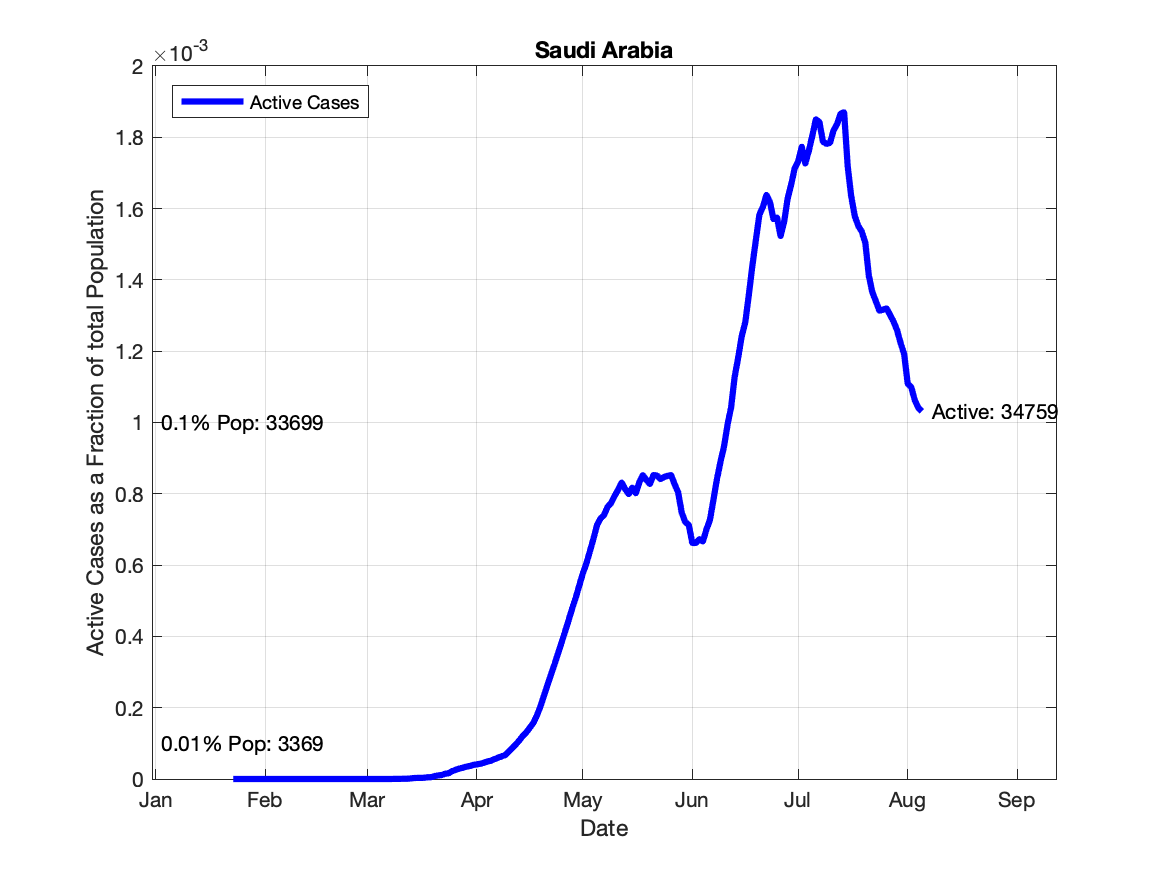 Saudi Arabia
×10-3
2
1.8
1.6
1.4
1.2
1
0.8
0.6
0.4
0.2
0
Active Cases as a Fraction of total Population
Active Cases
0.1% Pop: 33699
0.01% Pop: 3369
Active: 34759
Jan Feb Mar Apr May Jun Jul Aug Sep
Date